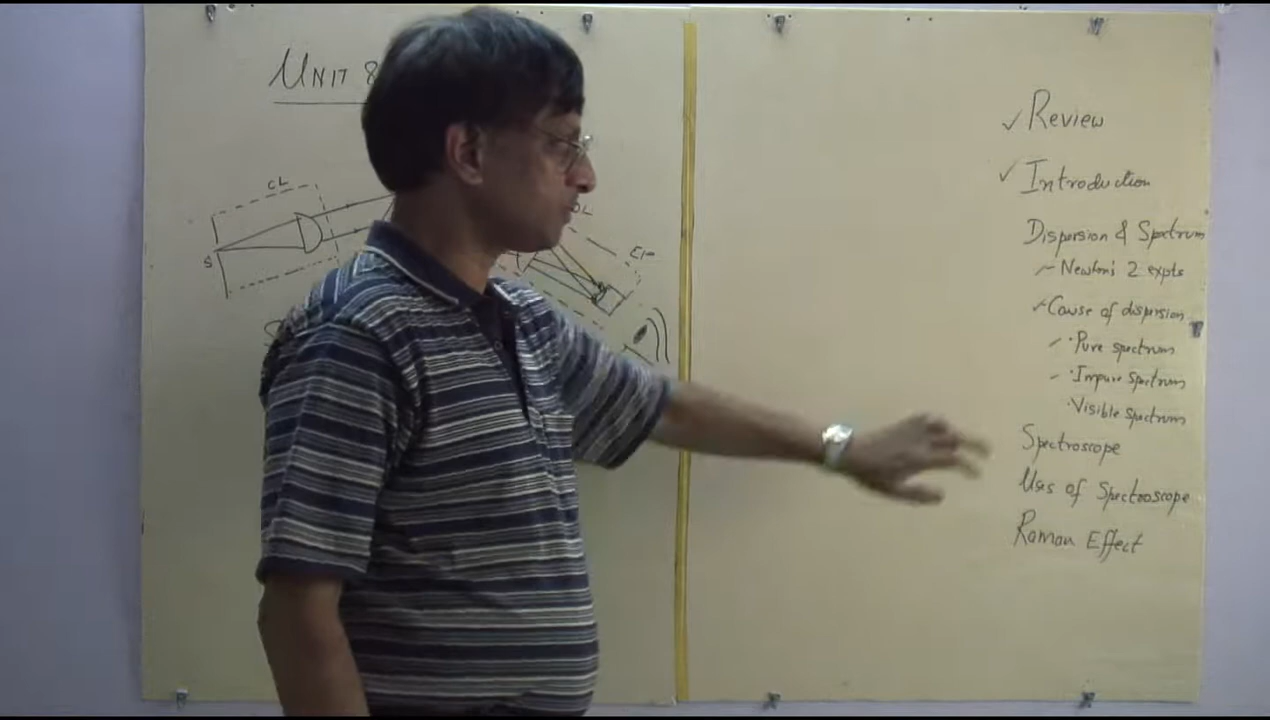 UNIT 8
CL
S
OL
EP
S
✓ Review
✓ Introduction
Dispersion & Spectrum
Newton's 2 expts
✓ Cause of dispersion
· Pure spectrum
· Impure spectrum
· Visible spectrum
Spectroscope
Uses of Spectroscope
Raman Effect